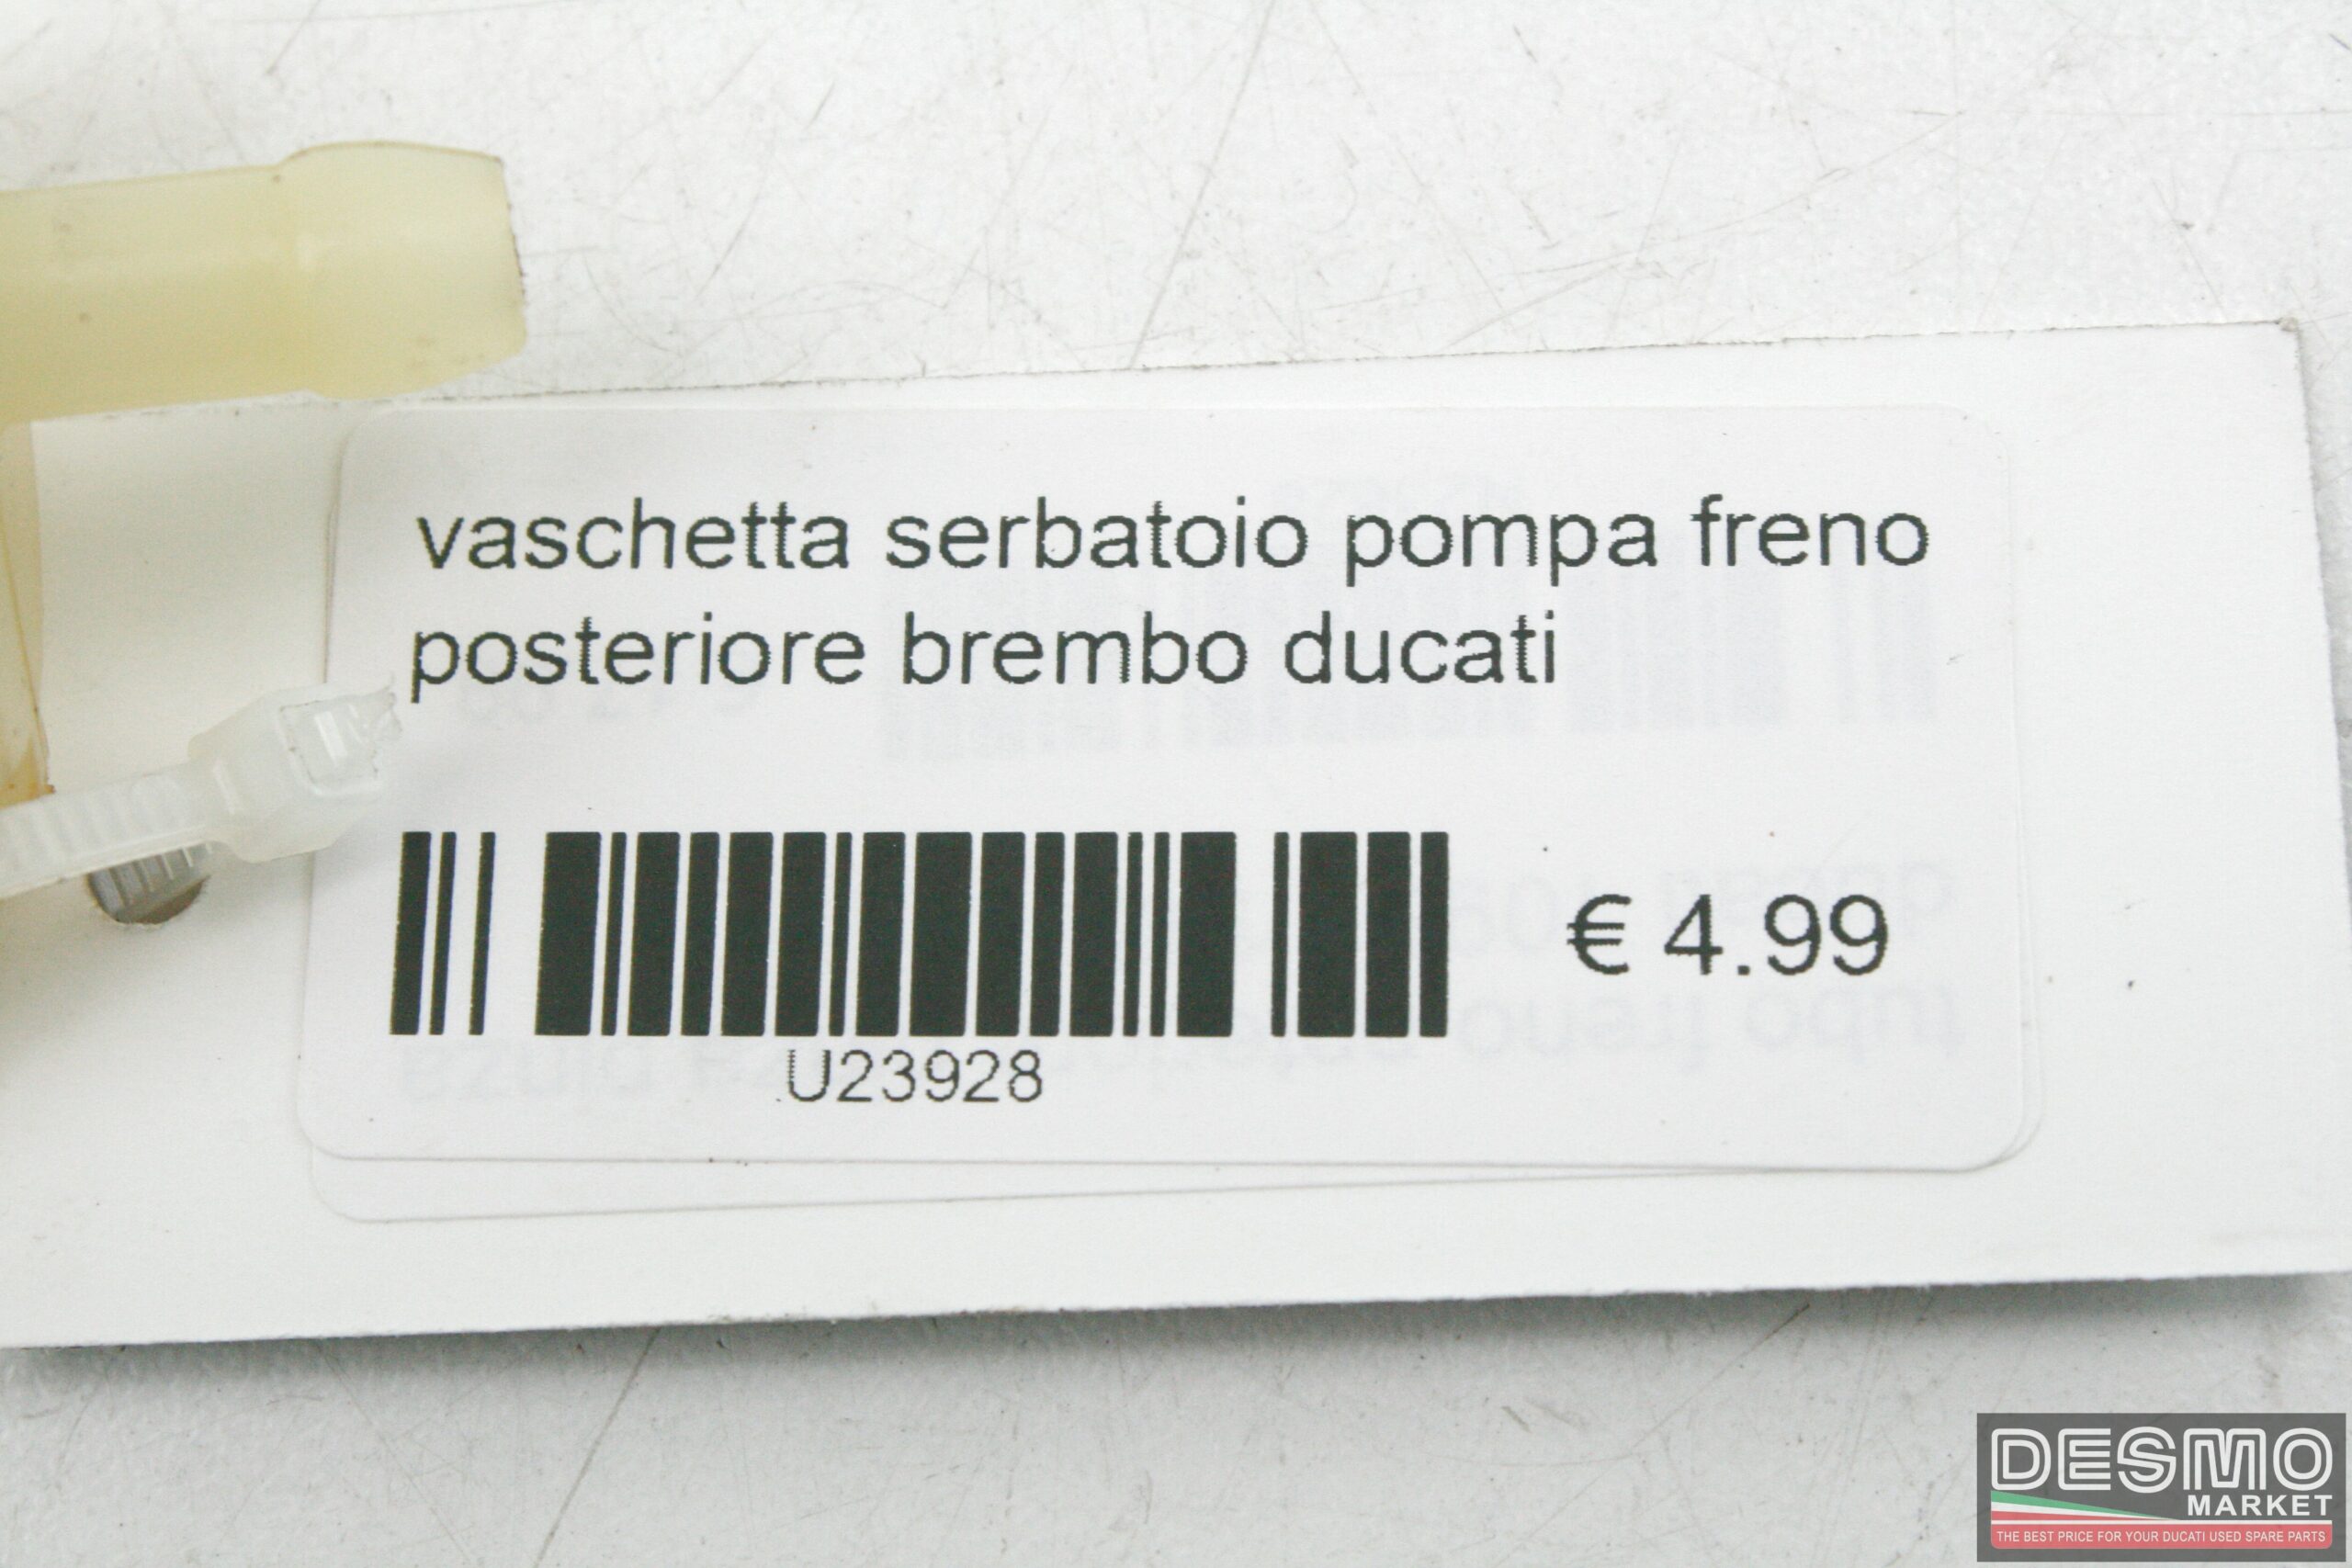 vaschetta serbatoio pompa freno
posteriore brembo ducati
€ 4.99
U23928
DESMO
MARKET
THE BEST PRICE FOR YOUR DUCATI USED SPARE PARTS